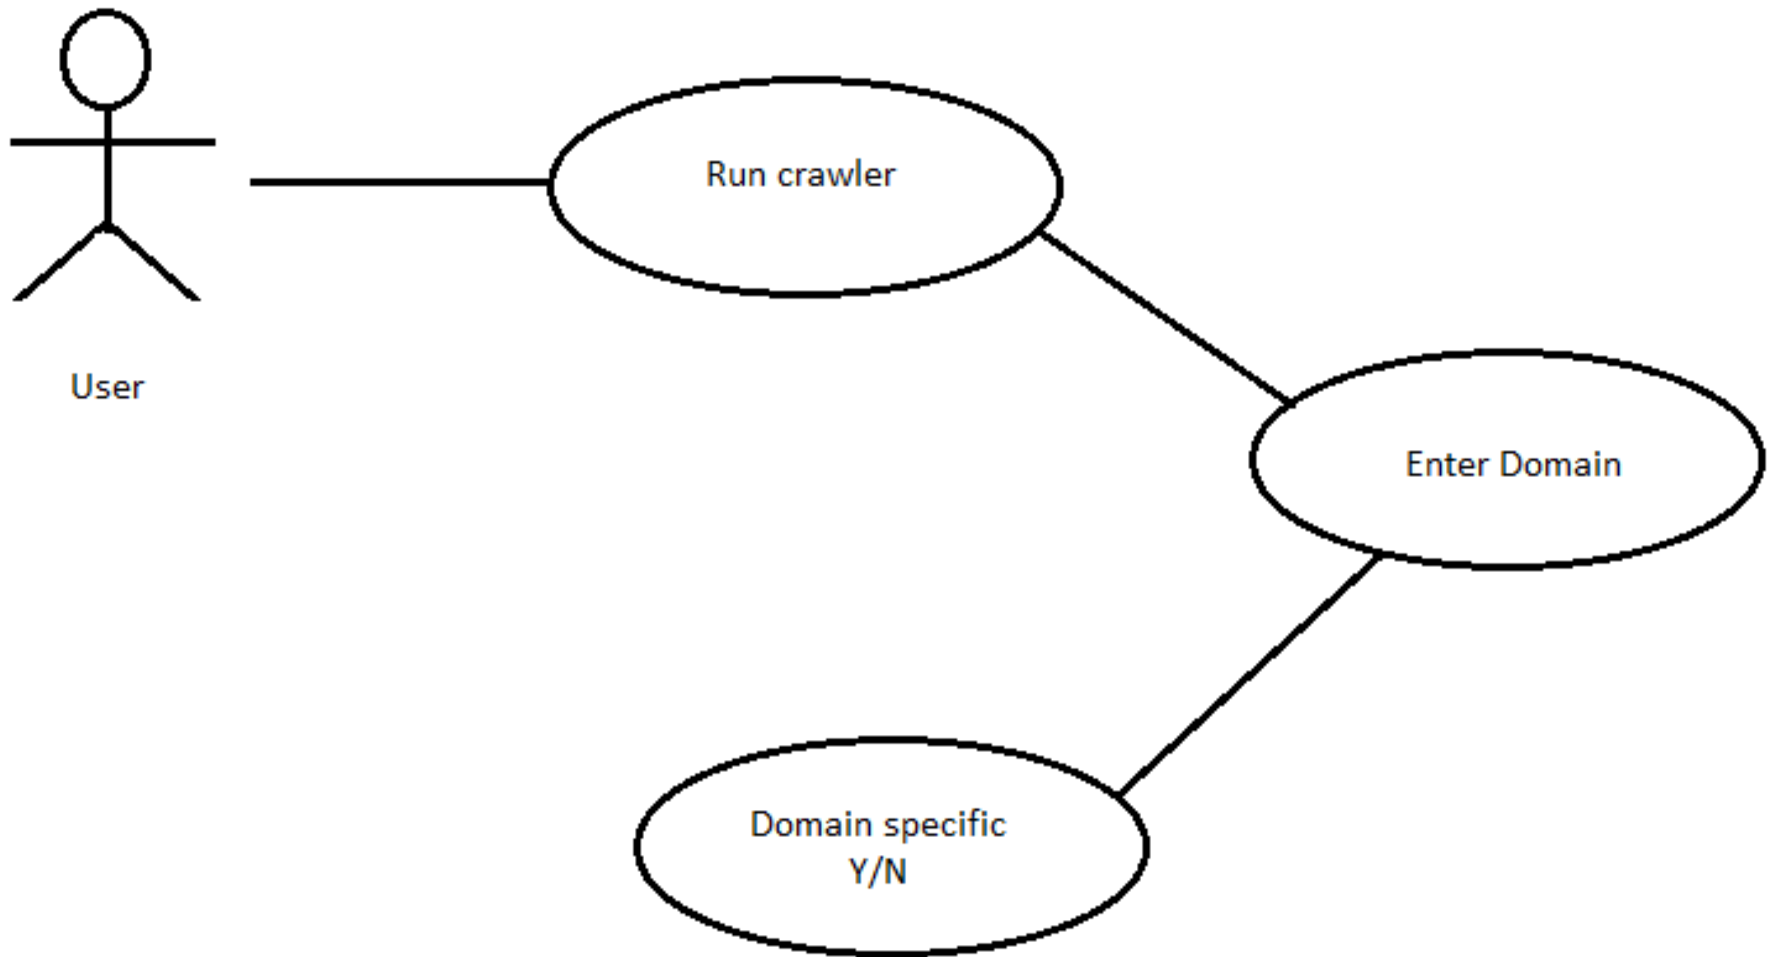 Run crawler
User
Enter Domain
Domain specific
Y/N